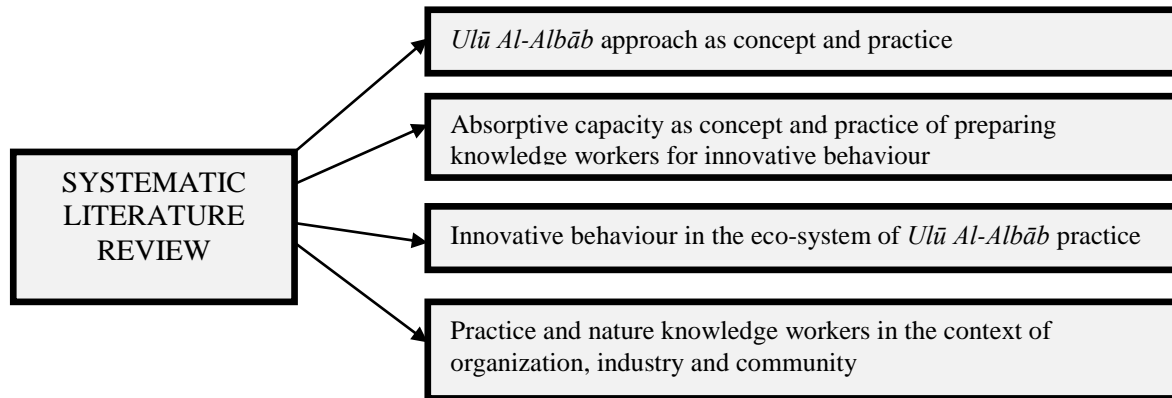 SYSTEMATIC
LITERATURE
REVIEW
Ulū Al-Albāb approach as concept and practice
Absorptive capacity as concept and practice of preparing
knowledge workers for innovative behaviour
Innovative behaviour in the eco-system of Ulū Al-Albāb practice
Practice and nature knowledge workers in the context of
organization, industry and community